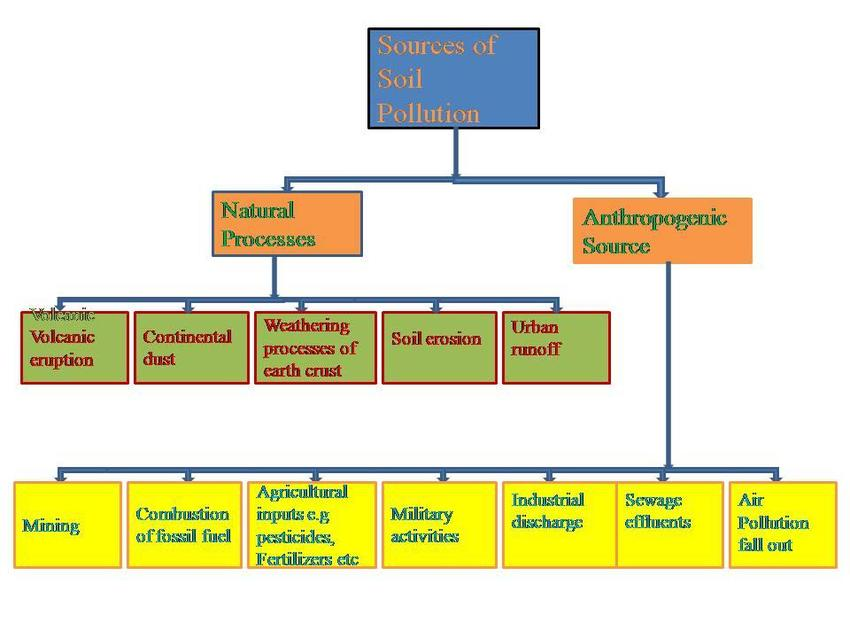 Sources of
Soil
Pollution
Natural
Processes
Anthropogenic
Source
Volcanic
Volcanic
eruption
Continental
dust
Weathering
processes of
earth crust
Soil erosion
Urban
runoff
Mining
Combustion
of fossil fuel
Agricultural
inputs e.g
pesticides,
Fertilizers etc
Military
activities
Industrial
discharge
Sewage
effluents
Air
Pollution
fall out